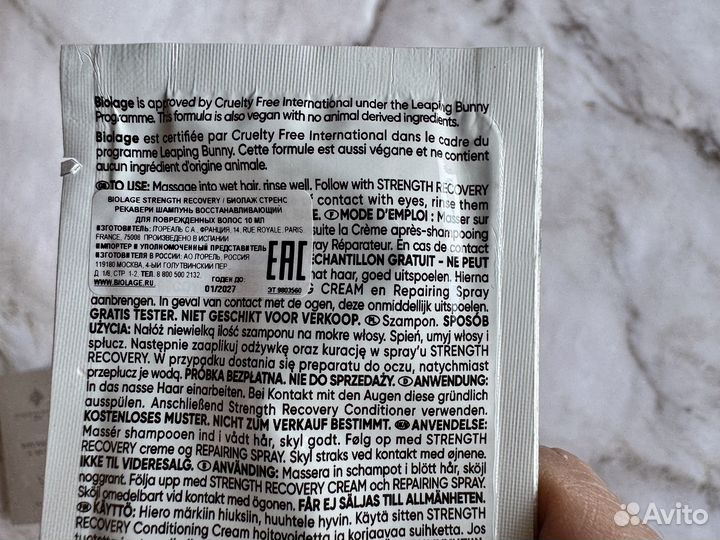 Biolage is approved by Cruelty Free International under the Leaping Bunny
Programme. This formula is also vegan with no animal derived ingredients.
Biolage est certifiée par Cruelty Free International dans le cadre du
programme Leaping Bunny. Cette formule est aussi végane et ne contient
aucun ingrédient d'origine animale.
TO USE: Massage into wet hair, rinse well. Follow with STRENGTH RECOVERY
contact with eyes, rinse them
MODE D'EMPLOI : Masser sur
suite la Crème après-shampooing
pray Réparateur. En cas de contact
ÉCHANTILLON GRATUIT - NE PEUT
nat haar, goed uitspoelen. Hierna
G CREAM en Repairing Spray
BIOLAGE STRENGTH RECOVERY / БИОЛАЖ СТРЕНС
РЕКАВЕРИ ШАМПУНЬ ВОССТАНАВЛИВАЮЩИЙ
ДЛЯ ПОВРЕЖДЕННЫХ ВОЛОС 10 МЛ
ИЗГОТОВИТЕЛЬ: ЛОРЕАЛЬ С.А., ФРАНЦИЯ, 14, RUE ROYALE, PARIS,
FRANCE, 75008 ПРОИЗВЕДЕНО В ИСПАНИИ
ИМПОРТЕР И УПОЛНОМОЧЕННЫЙ ПРЕДСТАВИТЕЛЬ
ИЗГОТОВИТЕЛЯ В РОССИИ: АО ЛОРЕАЛЬ, РОССИЯ
119180 МОСКВА, 4-ЫЙ ГОЛУТВИНСКИЙ ПЕР
Д. 1/8, СТР 1-2. ТЕЛ. 8 800 500 2132. ГОДЕН ДО:
WWW.BIOLAGE.RU 01/2027
EAC
ЭТ 9803560
aanbrengen. In geval van contact met de ogen, deze onmiddellijk uitspoelen.
GRATIS TESTER. NIET GESCHIKT VOOR VERKOOP. PL Szampon. SPOSÓB
UŻYCIA: Nałóż niewielką ilość szamponu na mokre włosy. Spień, umyj włosy i
spłucz. Następnie zaaplikuj odżywkę oraz kurację w spray'u STRENGTH
RECOVERY. W przypadku dostania się preparatu do oczu, natychmiast
przepłucz je wodą. PRÓBKA BEZPŁATNA. NIE DO SPRZEDAŻY. D ANWENDUNG:
In das nasse Haar einarbeiten. Bei Kontakt mit den Augen diese gründlich
ausspülen. Anschließend Strength Recovery Conditioner verwenden.
KOSTENLOSES MUSTER. NICHT ZUM VERKAUF BESTIMMT. ANVENDELSE:
Massér shampooen ind i vådt hår, skyl godt. Følg op med STRENGTH
RECOVERY creme og REPAIRING SPRAY. Skyl straks ved kontakt med øjnene.
IKKE TIL VIDERESALG. ANVÄNDNING: Massera in schampot i blött hår, skölj
noggrant. Följa upp med STRENGTH RECOVERY CREAM och REPAIRING SPRAY.
Skölj omedelbart vid kontakt med ögonen. FÅR EJ SÄLJAS TILL ALLMÄNHETEN.
KÄYTTÖ: Hiero märkiin hiuksiin, huuhtele hyvin. Käytä sitten STRENGTH
RECOVERY Conditioning Cream hoitovoidetta ja korjaavaa suihketta. Jos
Avito